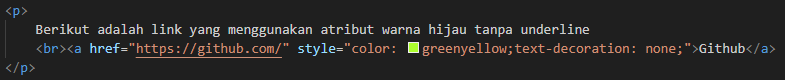 <p>
Berikut adalah link yang menggunakan atribut warna hijau tanpa underline
<br><a href="https://github.com/" style="color: greenyellow;text-decoration: none;">Github</a>
</p>